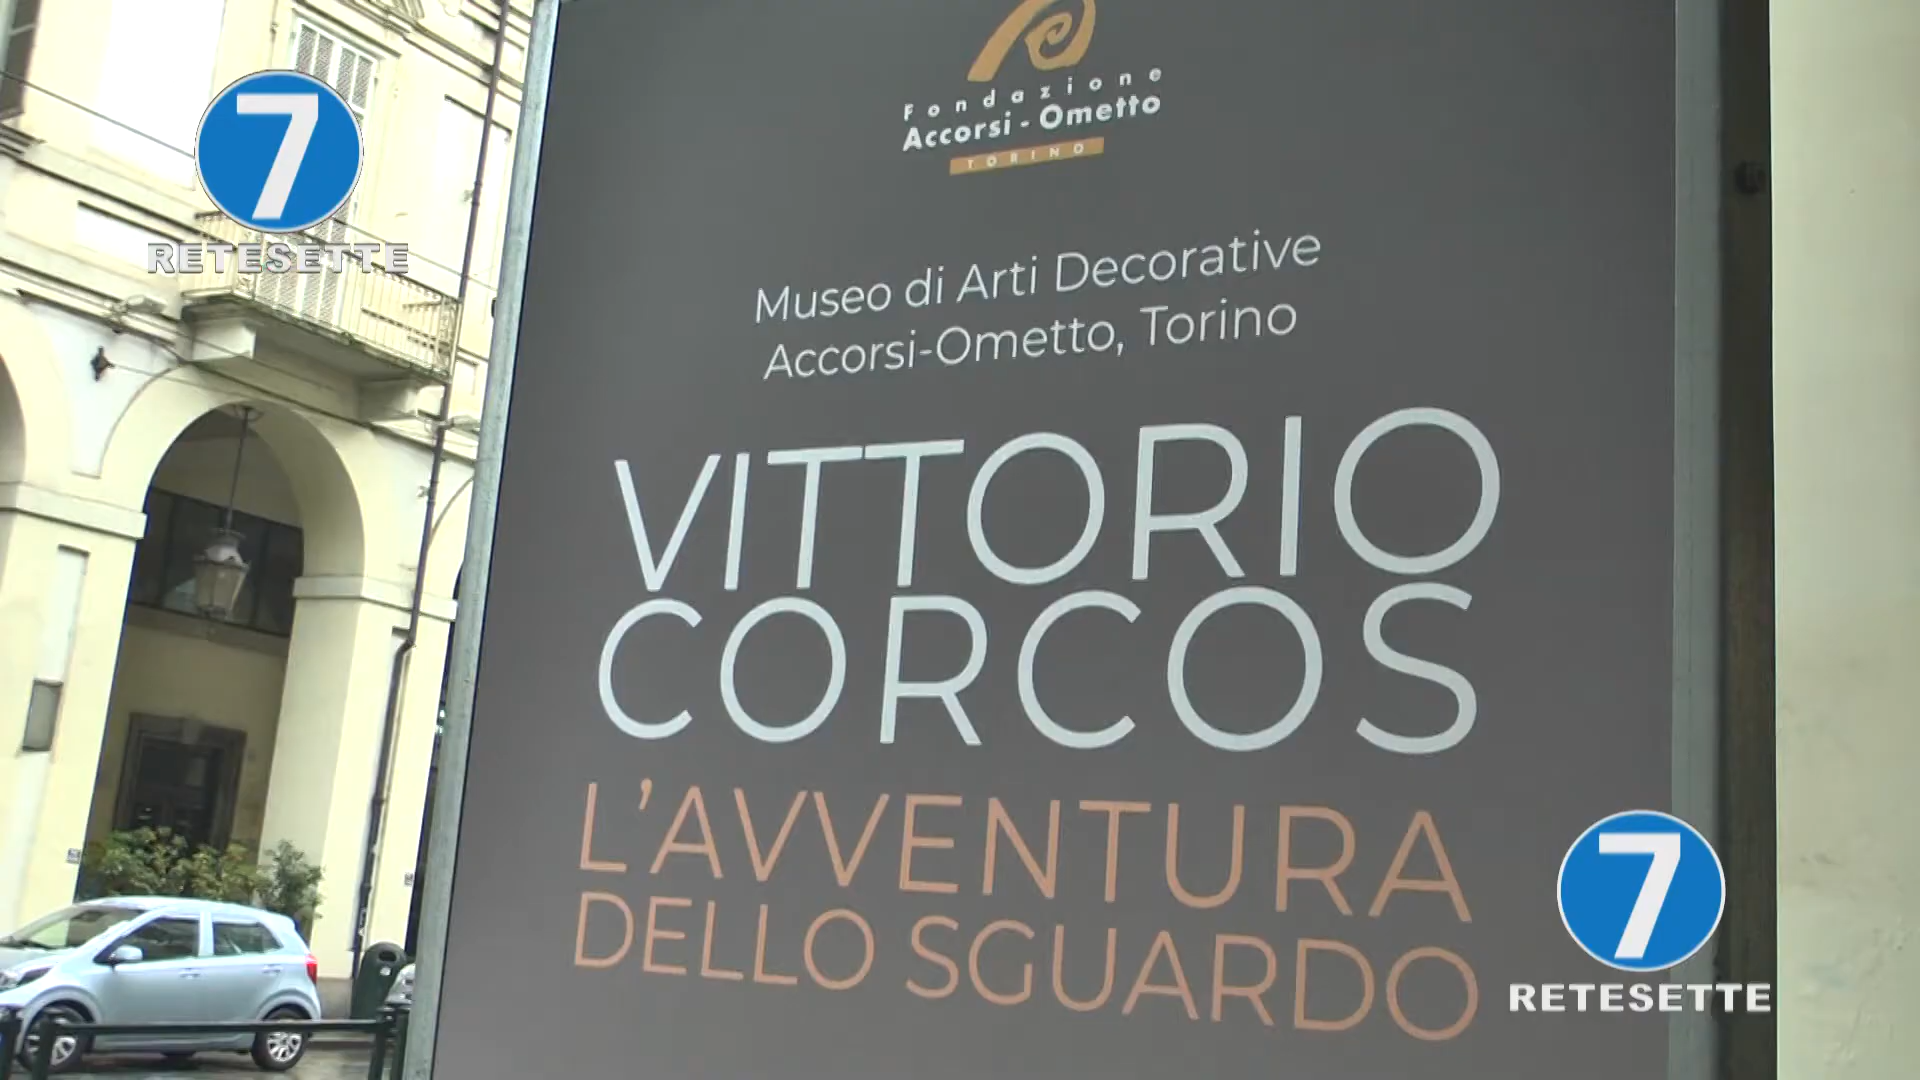 7
RETESETTE
Fondazione
Accorsi - Ometto
TORINO
Museo di Arti Decorative
Accorsi-Ometto, Torino
VITTORIO
CORCOS
L'AVVENTURA
DELLO SGUARDO
7
RETESETTE